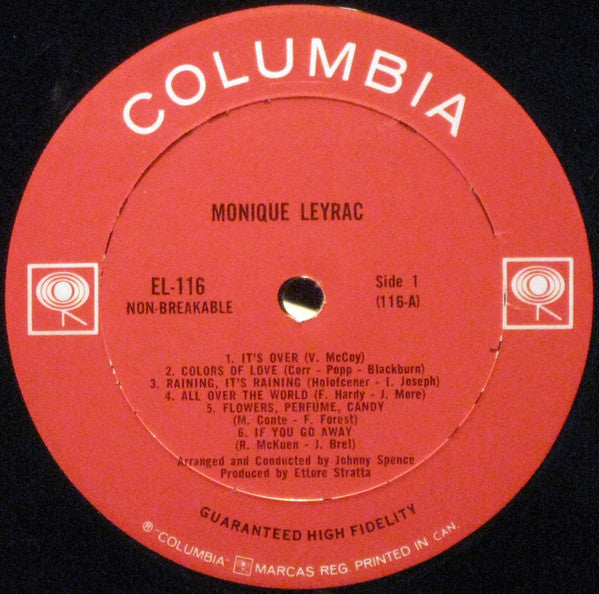 COLUMBIA
MONIQUE LEYRAC
EL-116
NON-BREAKABLE
Side 1
(116-A)
1. IT'S OVER (V. McCoy)
2. COLORS OF LOVE (Corr - Popp - Blackburn)
3. RAINING, IT'S RAINING (Holofcener - I. Joseph)
4. ALL OVER THE WORLD (F. Hardy - J. More)
5. FLOWERS, PERFUME, CANDY
(M. Conte - F. Forest)
6. IF YOU GO AWAY
(R. McKuen - J. Brel)
Arranged and Conducted by Johnny Spence
Produced by Ettore Stratta
GUARANTEED HIGH FIDELITY
® "COLUMBIA" MARCAS REG. PRINTED IN CAN.